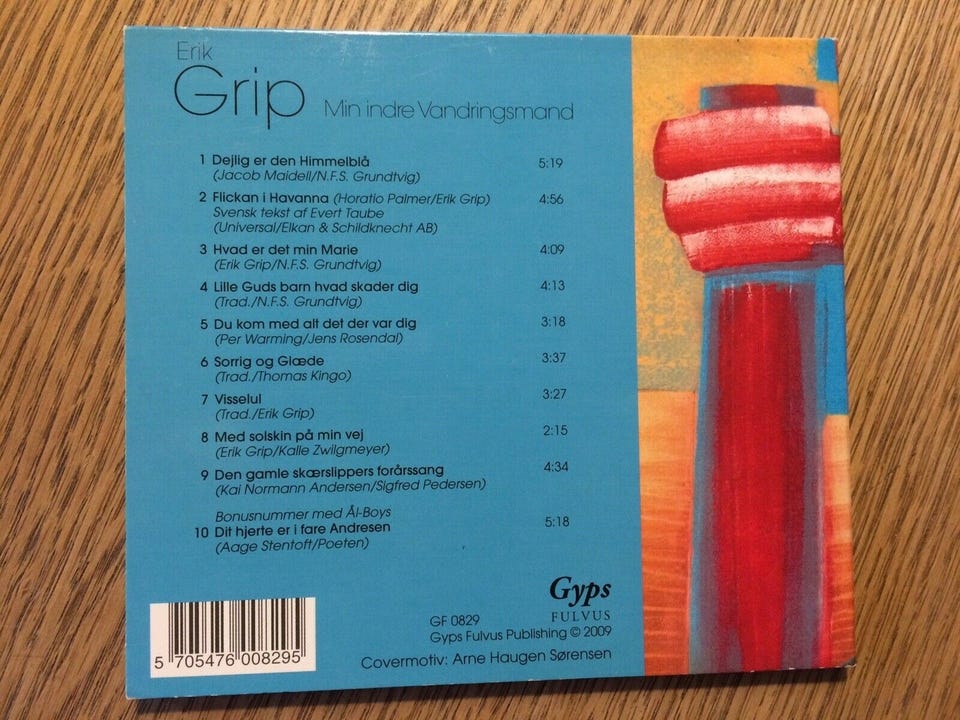 Erik
Grip Min indre Vandringsmand
1 Dejlig er den Himmelblå 5:19
(Jacob Maidell/N.F.S. Grundtvig)
2 Flickan i Havanna (Horatio Palmer/Erik Grip) 4:56
Svensk tekst af Evert Taube
(Universal/Elkan & Schildknecht AB)
3 Hvad er det min Marie 4:09
(Erik Grip/N.F.S. Grundtvig)
4 Lille Guds barn hvad skader dig 4:13
(Trad./N.F.S. Grundtvig)
5 Du kom med alt det der var dig 3:18
(Per Warming/Jens Rosendal)
6 Sorrig og Glæde 3:37
(Trad./Thomas Kingo)
7 Visselul 3:27
(Trad./Erik Grip)
8 Med solskin på min vej 2:15
(Erik Grip/Kalle Zwilgmeyer)
9 Den gamle skærslippers forårssang 4:34
(Kai Normann Andersen/Sigfred Pedersen)
Bonusnummer med Ål-Boys
10 Dit hjerte er i fare Andresen 5:18
(Aage Stentoft/Poeten)
Gyps
FULVUS
GF 0829
Gyps Fulvus Publishing © 2009
Covermotiv: Arne Haugen Sørensen
5 705476 008295